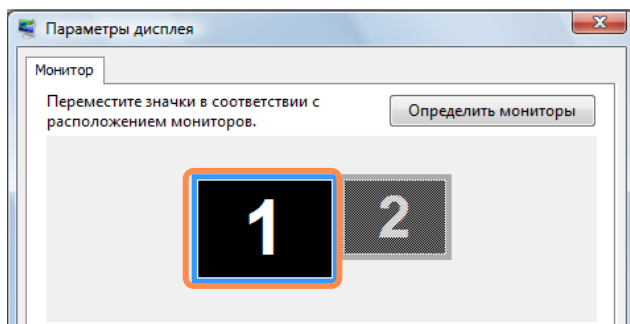 Параметры дисплея
Монитор
Переместите значки в соответствии с
расположением мониторов.
Определить мониторы
1
2